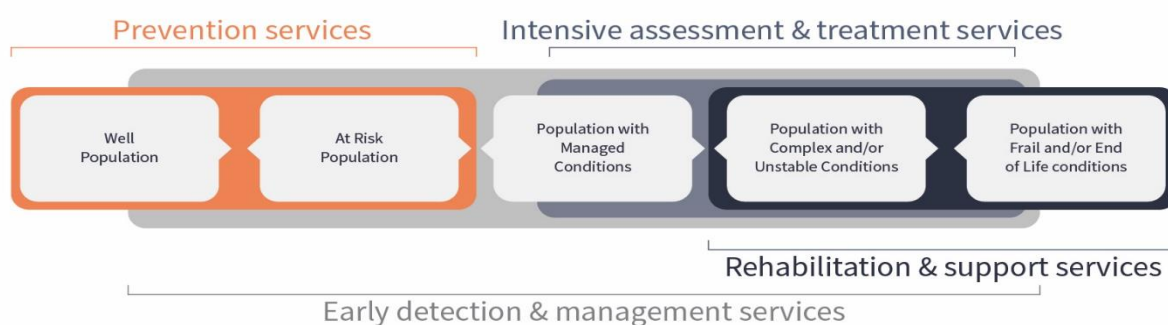 Prevention services
Intensive assessment & treatment services
Well
Population
At Risk
Population
Population with
Managed
Conditions
Population with
Complex and/or
Unstable Conditions
Population with
Frail and/or End
of Life conditions
Rehabilitation & support services
Early detection & management services